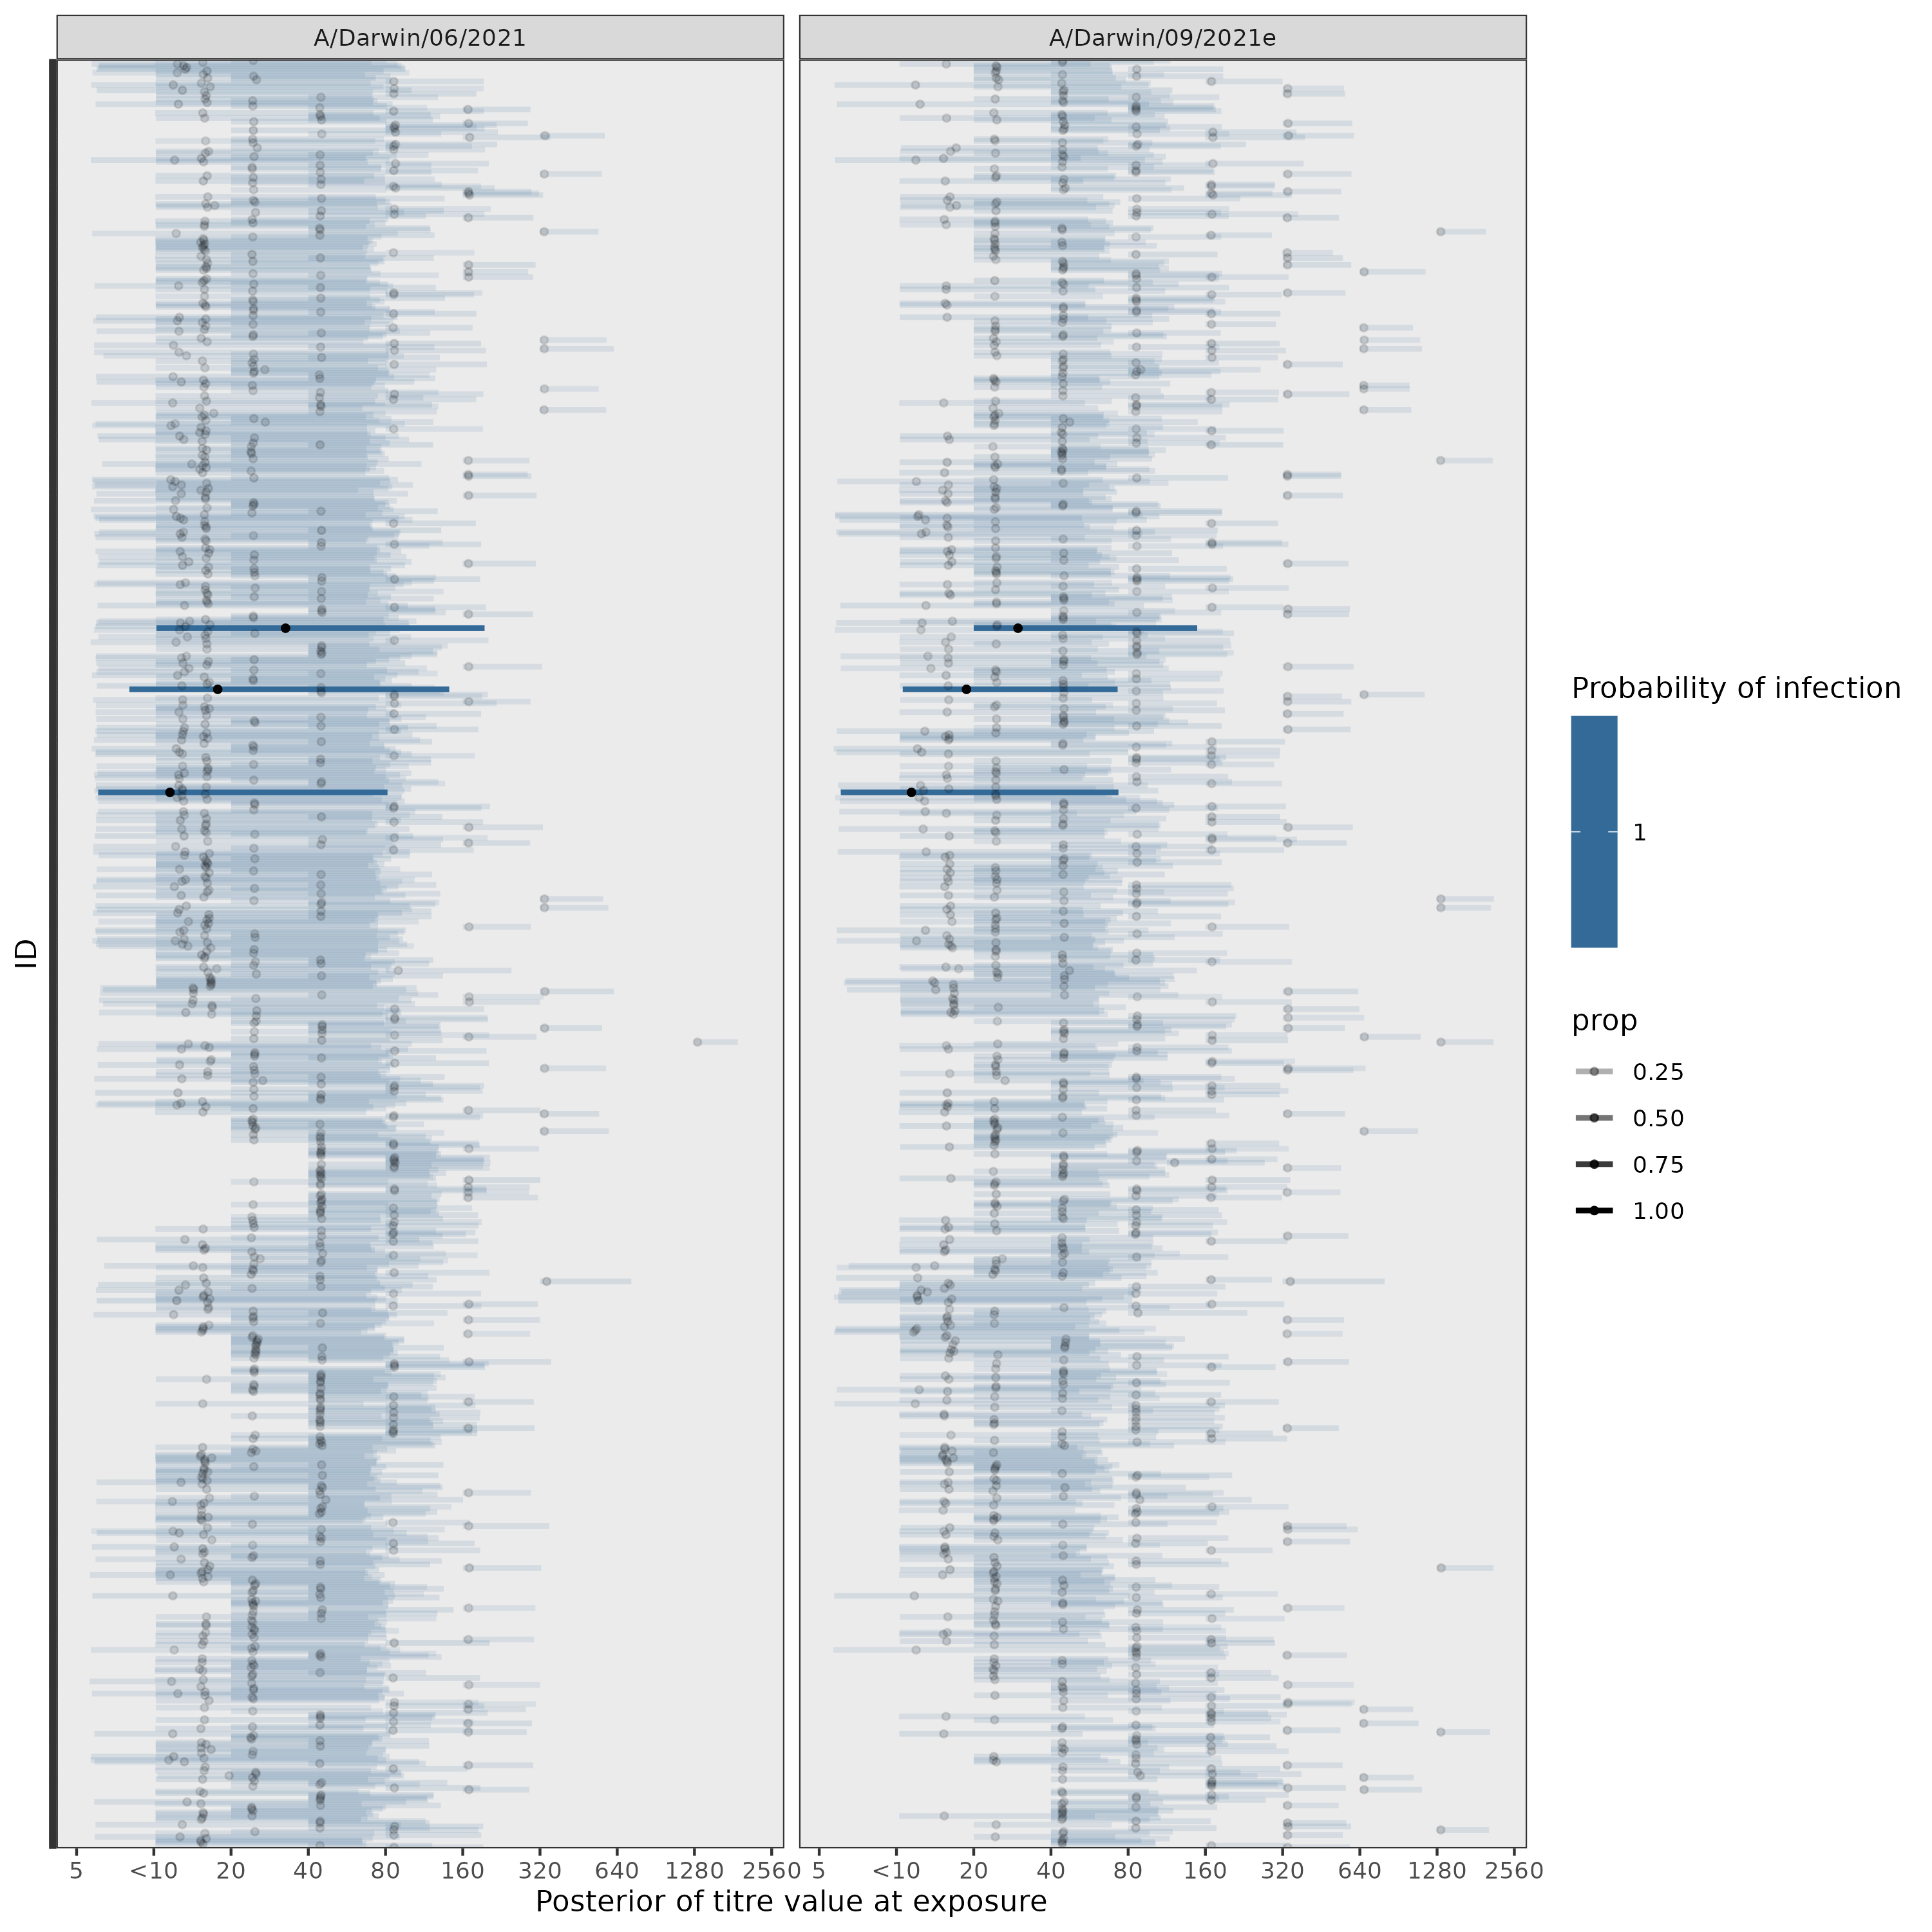 A/Darwin/06/2021 A/Darwin/09/2021e
ID
5 <10 20 40 80 160 320 640 1280 2560 5 <10 20 40 80 160 320 640 1280 2560
Posterior of titre value at exposure
Probability of infection
1
prop
0.25
0.50
0.75
1.00